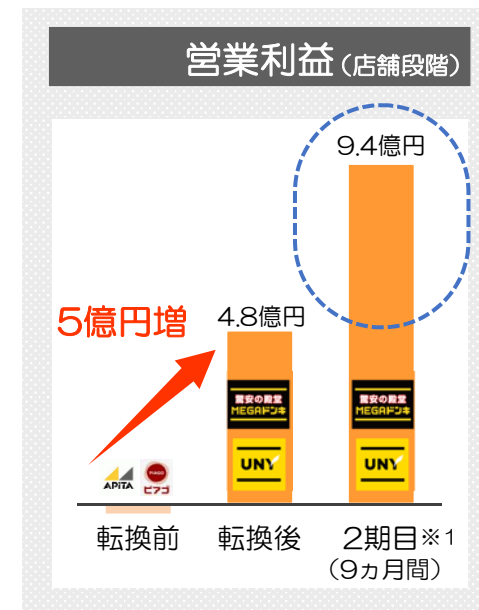 営業利益(店舗段階)
9.4億円
5億円増
4.8億円
驚安の殿堂
MEGAドンキ
驚安の殿堂
MEGAドンキ
APiTA
PIAGO
ピアゴ
UNY
UNY
転換前
転換後
2期目※1
(9ヵ月間)